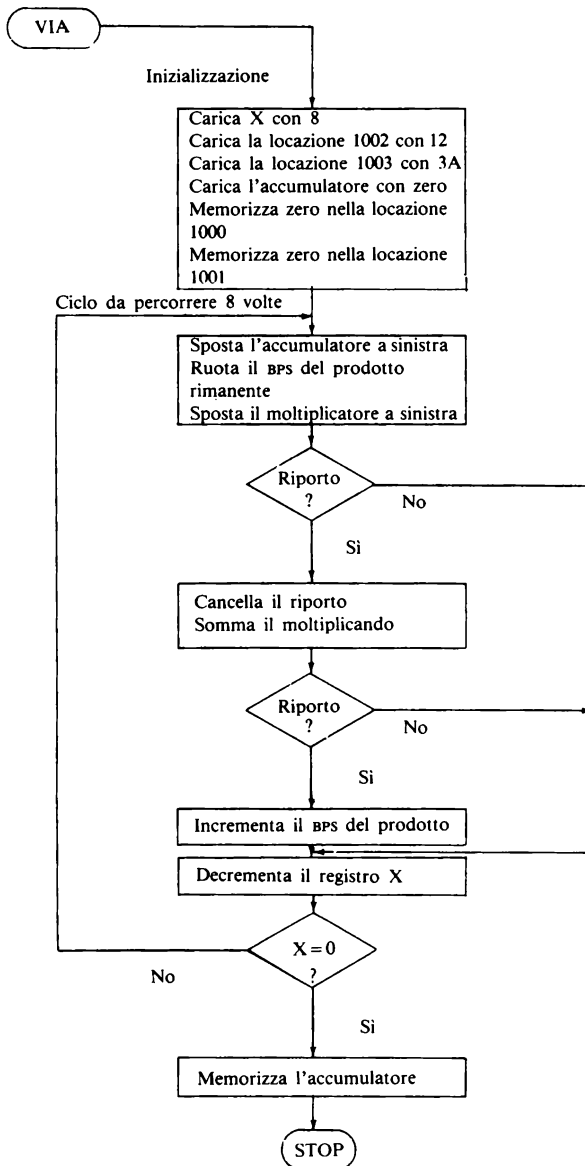 VIA
Inizializzazione
Carica X con 8
Carica la locazione 1002 con 12
Carica la locazione 1003 con 3A
Carica l'accumulatore con zero
Memorizza zero nella locazione
1000
Memorizza zero nella locazione
1001
Ciclo da percorrere 8 volte
Sposta l'accumulatore a sinistra
Ruota il BPS del prodotto
rimanente
Sposta il moltiplicatore a sinistra
Riporto
?
No
Sì
Cancella il riporto
Somma il moltiplicando
Riporto
?
No
Sì
Incrementa il BPS del prodotto
Decrementa il registro X
X=0
?
No
Sì
Memorizza l'accumulatore
STOP